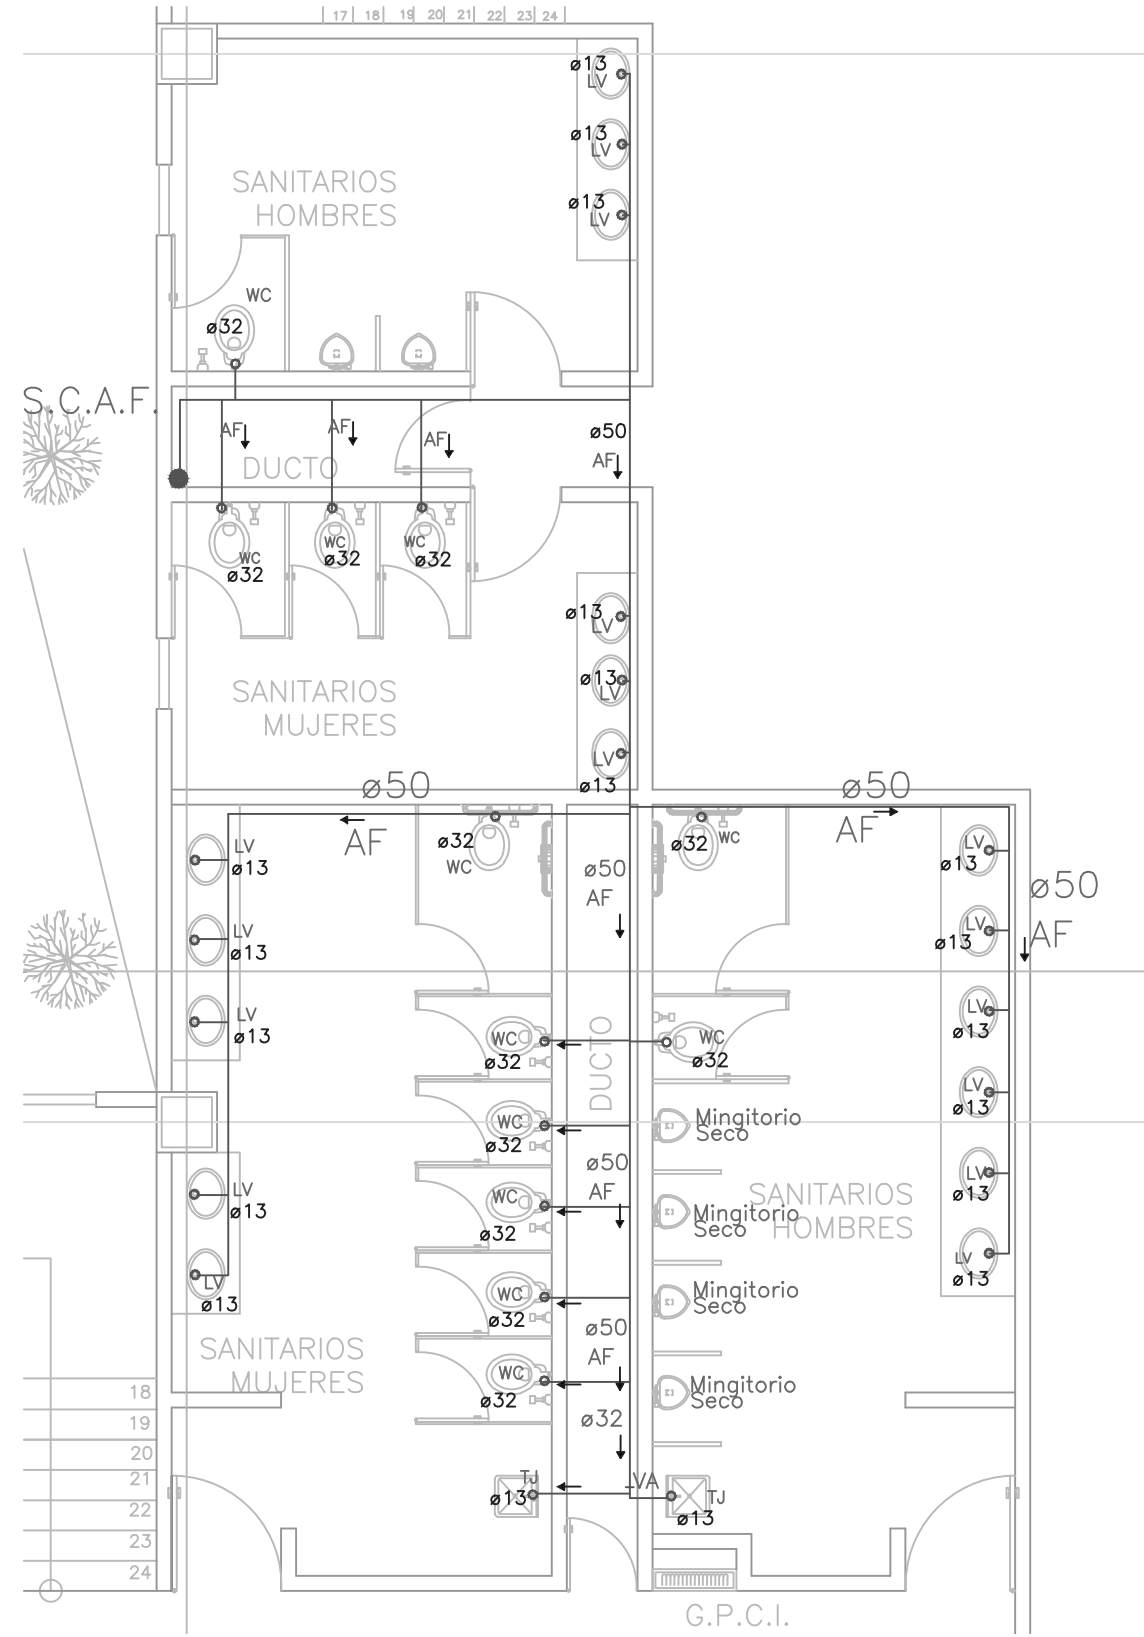 17 18 19 20 21 22 23 24
ø13
LV
ø13
LV
ø13
LV
SANITARIOS
HOMBRES
WC
ø32
S.C.A.F.
AF
AF
AF
ø50
AF
DUCTO
WC
ø32
WC
ø32
WC
ø32
ø13
LV
ø13
LV
LV
ø13
SANITARIOS
MUJERES
ø50
AF
ø50
AF
ø32
WC
ø32
WC
ø50
AF
LV
ø13
LV
ø13
LV
ø13
LV
ø13
LV
ø13
LV
ø13
LV
ø13
LV
ø13
LV
ø13
LV
ø13
LV
ø13
ø50
AF
DUCTO
WC
ø32
WC
ø32
WC
ø32
WC
ø32
WC
ø32
WC
ø32
Mingitorio
Seco
Mingitorio
Seco
Mingitorio
Seco
Mingitorio
Seco
ø50
AF
SANITARIOS
HOMBRES
ø50
AF
SANITARIOS
MUJERES
ø32
18
19
20
21
22
23
24
TJ
ø13
VA
TJ
ø13
G.P.C.I.